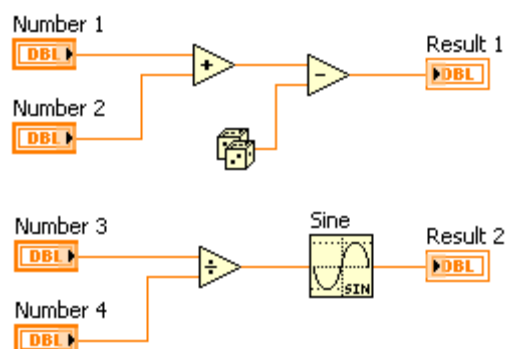 Number 1
DBL
Result 1
DBL
+
-
Number 2
DBL
Number 3
DBL
Sine
SIN
Result 2
DBL
÷
Number 4
DBL